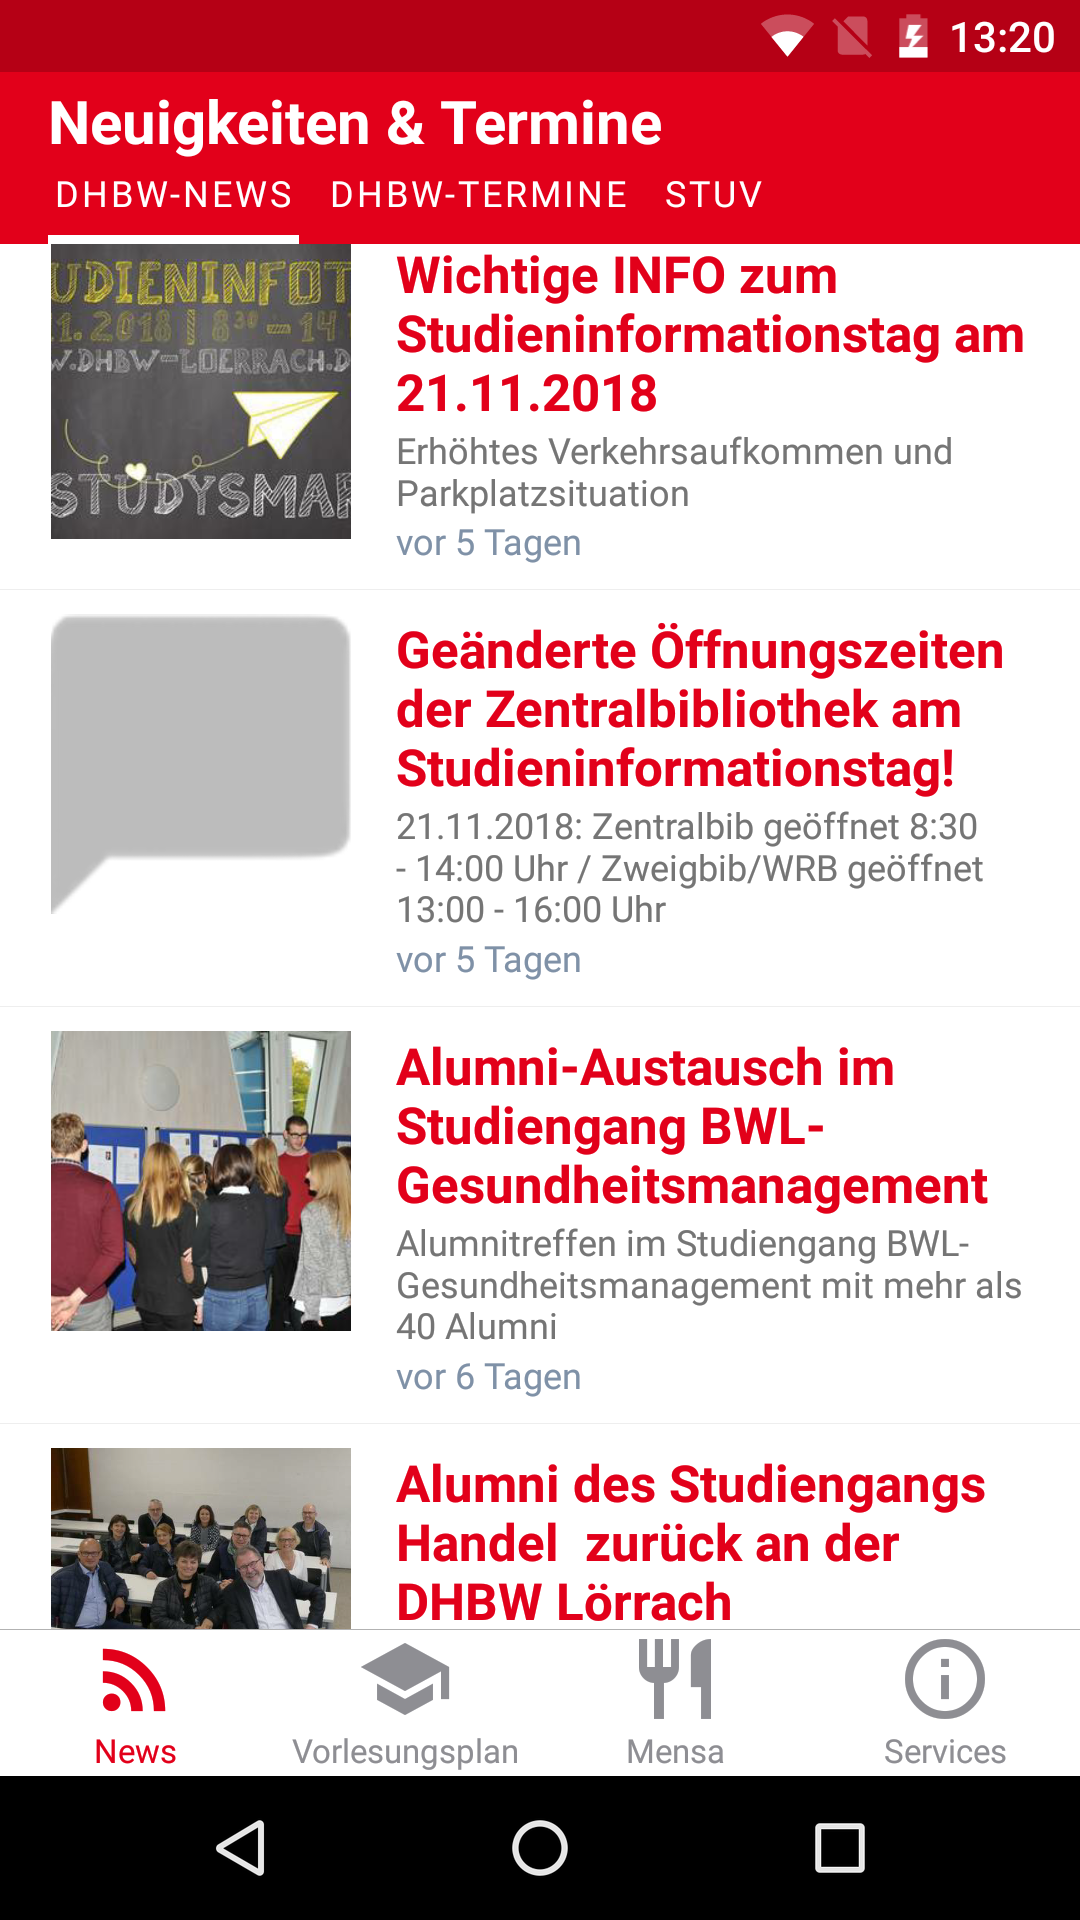 13:20
Neuigkeiten & Termine
DHBW-NEWS DHBW-TERMINE STUV
UDIENINFOT
1.2018 | 8³⁰ – 14
W.DHBW-LOERRACH.D
STUDYSMAR
Wichtige INFO zum
Studieninformationstag am
21.11.2018
Erhöhtes Verkehrsaufkommen und
Parkplatzsituation
vor 5 Tagen
Geänderte Öffnungszeiten
der Zentralbibliothek am
Studieninformationstag!
21.11.2018: Zentralbib geöffnet 8:30
- 14:00 Uhr / Zweigbib/WRB geöffnet
13:00 - 16:00 Uhr
vor 5 Tagen
Alumni-Austausch im
Studiengang BWL-
Gesundheitsmanagement
Alumnitreffen im Studiengang BWL-
Gesundheitsmanagement mit mehr als
40 Alumni
vor 6 Tagen
Alumni des Studiengangs
Handel  zurück an der
DHBW Lörrach
News Vorlesungsplan Mensa Services